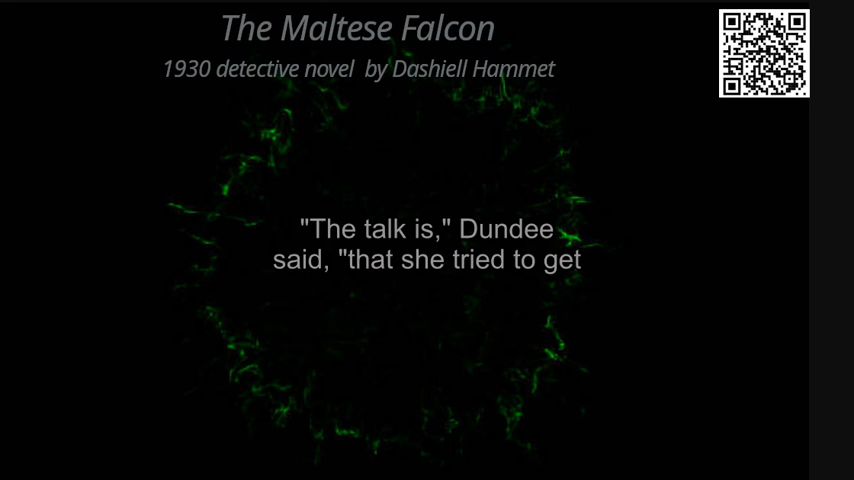 The Maltese Falcon
1930 detective novel by Dashiell Hammet
"The talk is," Dundee
said, "that she tried to get